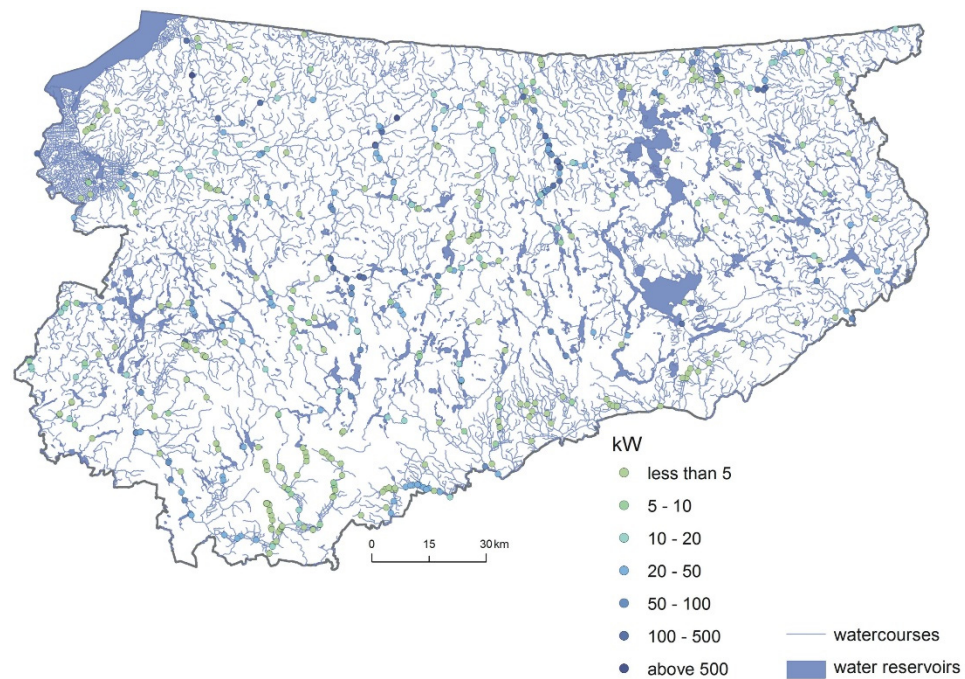 0 15 30 km
kW
less than 5
5 - 10
10 - 20
20 - 50
50 - 100
100 - 500
above 500
watercourses
water reservoirs